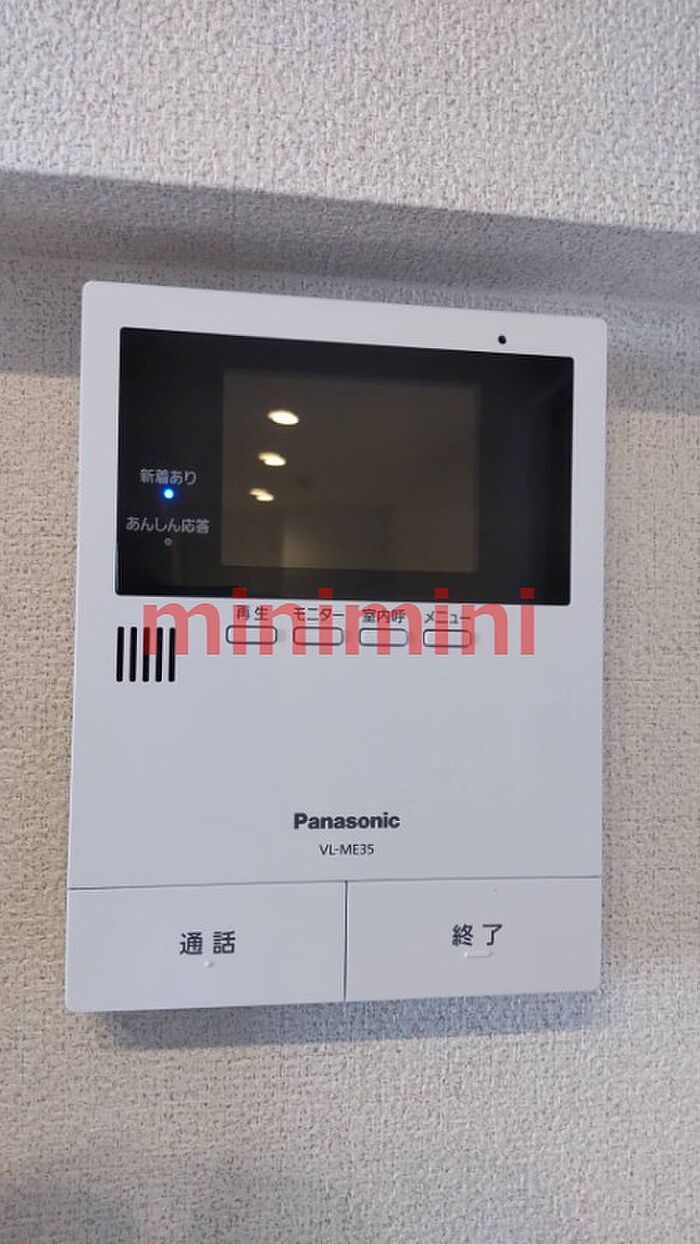 新着あり
あんしん応答
再生 モニター 室内呼 メニュー
minimini
Panasonic
VL-ME35
通話 終了